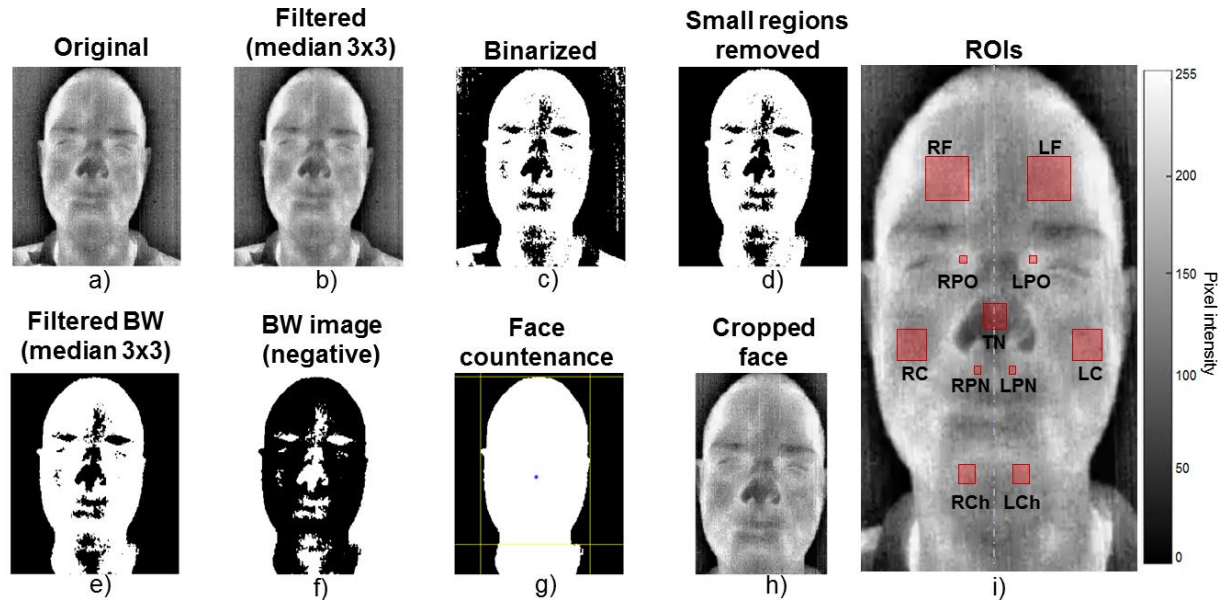 Original
Filtered
(median 3x3)
Binarized
Small regions
removed
ROIs
a)
b)
c)
d)
Filtered BW
(median 3x3)
BW image
(negative)
Face
countenance
Cropped
face
e)
f)
g)
h)
RF
LF
RPO
LPO
TN
RC
LC
RPN
LPN
RCh
LCh
i)
255
200
150
100
50
0
Pixel intensity